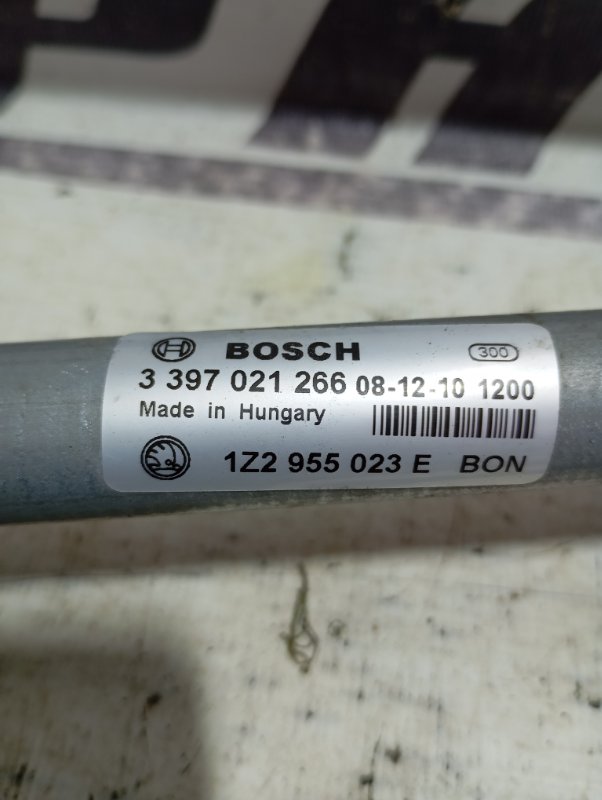 BOSCH 300
3 397 021 266 08-12-10 1200
Made in Hungary
1Z2 955 023 E BON